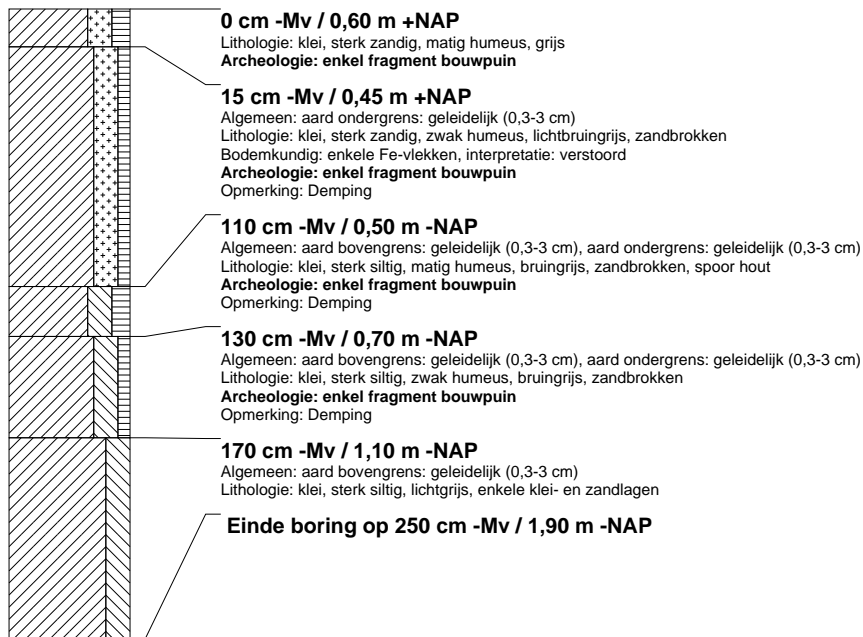 0 cm -Mv / 0,60 m +NAP
Lithologie: klei, sterk zandig, matig humeus, grijs
Archeologie: enkel fragment bouwpuin
15 cm -Mv / 0,45 m +NAP
Algemeen: aard ondergrens: geleidelijk (0,3-3 cm)
Lithologie: klei, sterk zandig, zwak humeus, lichtbruingrijs, zandbrokken
Bodemkundig: enkele Fe-vlekken, interpretatie: verstoord
Archeologie: enkel fragment bouwpuin
Opmerking: Demping
110 cm -Mv / 0,50 m -NAP
Algemeen: aard bovengrens: geleidelijk (0,3-3 cm), aard ondergrens: geleidelijk (0,3-3 cm)
Lithologie: klei, sterk siltig, matig humeus, bruingrijs, zandbrokken, spoor hout
Archeologie: enkel fragment bouwpuin
Opmerking: Demping
130 cm -Mv / 0,70 m -NAP
Algemeen: aard bovengrens: geleidelijk (0,3-3 cm), aard ondergrens: geleidelijk (0,3-3 cm)
Lithologie: klei, sterk siltig, zwak humeus, bruingrijs, zandbrokken
Archeologie: enkel fragment bouwpuin
Opmerking: Demping
170 cm -Mv / 1,10 m -NAP
Algemeen: aard bovengrens: geleidelijk (0,3-3 cm)
Lithologie: klei, sterk siltig, lichtgrijs, enkele klei- en zandlagen
Einde boring op 250 cm -Mv / 1,90 m -NAP